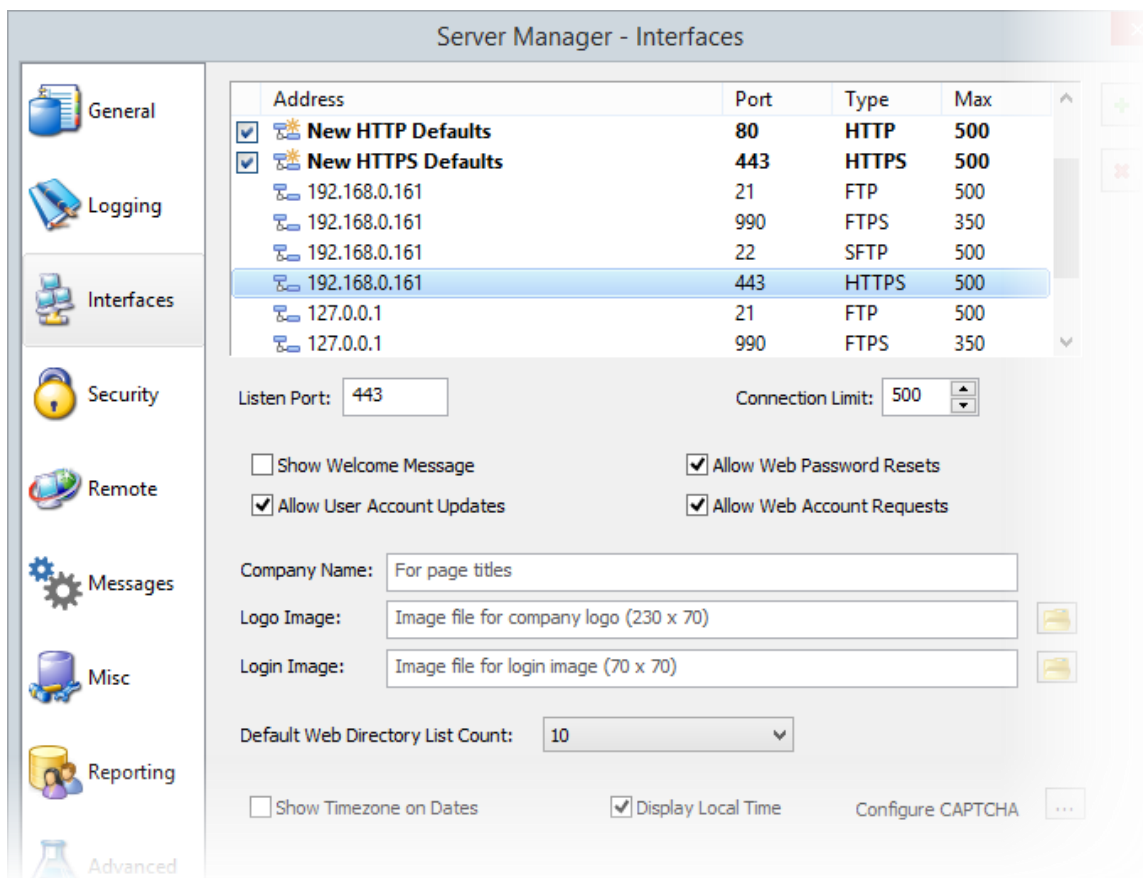 Server Manager - Interfaces
General
Logging
Interfaces
Security
Remote
Messages
Misc
Reporting
Advanced
Address Port Type Max
New HTTP Defaults 80 HTTP 500
New HTTPS Defaults 443 HTTPS 500
192.168.0.161 21 FTP 500
192.168.0.161 990 FTPS 350
192.168.0.161 22 SFTP 500
192.168.0.161 443 HTTPS 500
127.0.0.1 21 FTP 500
127.0.0.1 990 FTPS 350
Listen Port: 443 Connection Limit: 500
Show Welcome Message Allow Web Password Resets
Allow User Account Updates Allow Web Account Requests
Company Name: For page titles
Logo Image: Image file for company logo (230 x 70)
Login Image: Image file for login image (70 x 70)
Default Web Directory List Count: 10
Show Timezone on Dates Display Local Time Configure CAPTCHA ...